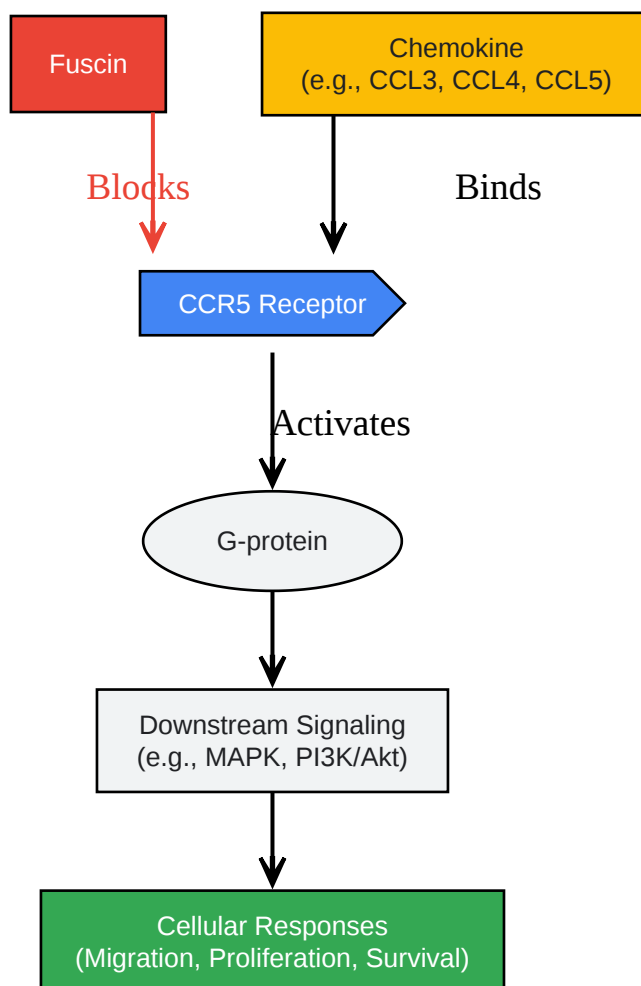 Fuscin
Chemokine
(e.g., CCL3, CCL4, CCL5)
Blocks
Binds
CCR5 Receptor
Activates
G-protein
Downstream Signaling
(e.g., MAPK, PI3K/Akt)
Cellular Responses
(Migration, Proliferation, Survival)